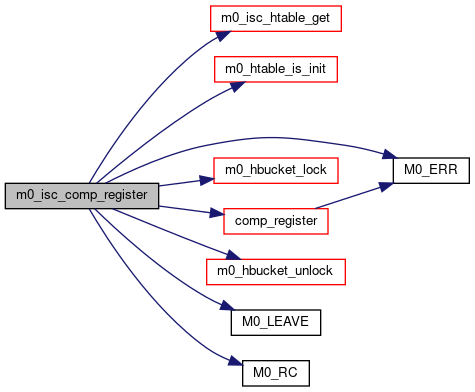 m0_isc_htable_get
m0_htable_is_init
m0_hbucket_lock
M0_ERR
m0_isc_comp_register
comp_register
m0_hbucket_unlock
M0_LEAVE
M0_RC